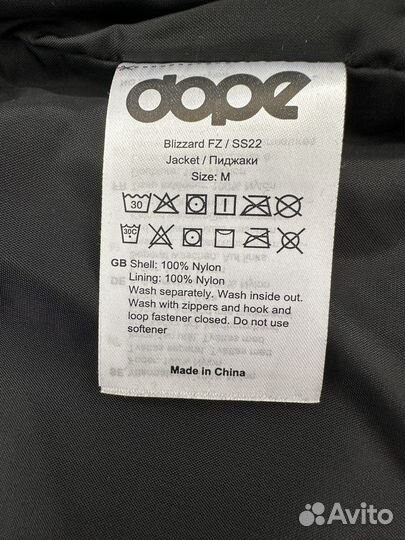 dope
Blizzard FZ / SS22
Jacket / Пиджаки
Size: M
30
30C
GB Shell: 100% Nylon
Lining: 100% Nylon
Wash separately. Wash inside out.
Wash with zippers and hook and
loop fastener closed. Do not use
softener
Made in China
Avito